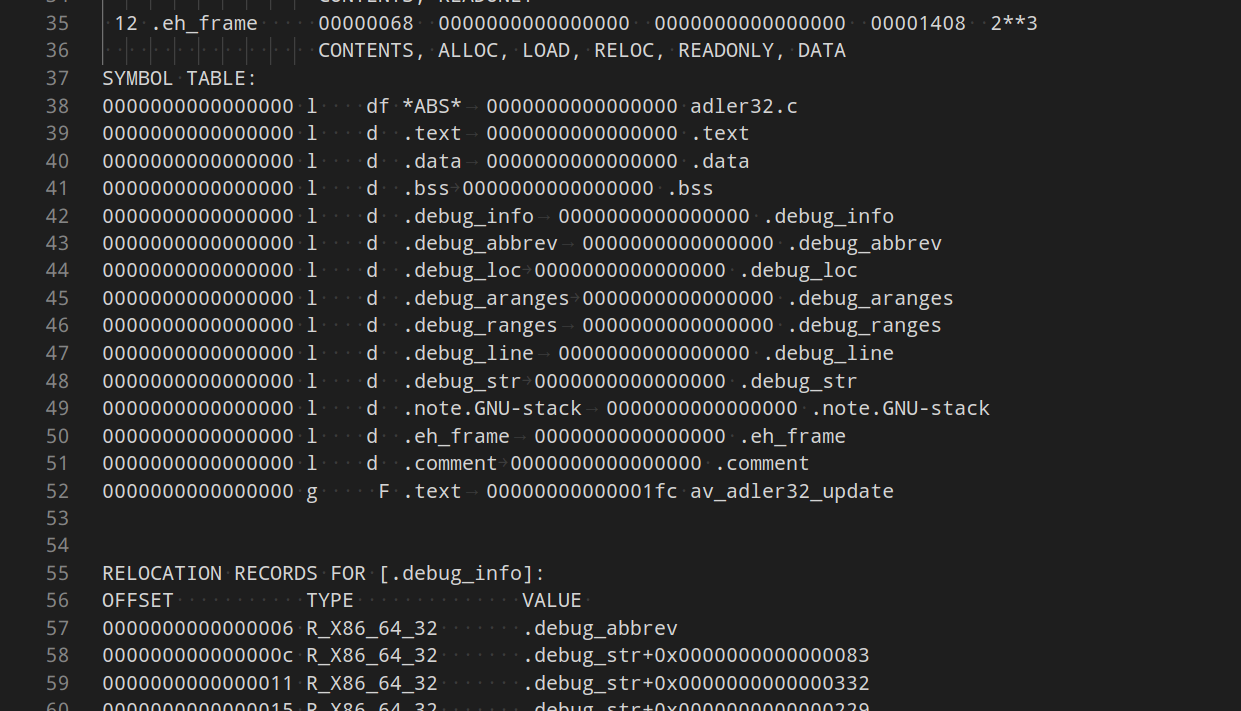 35 12 .eh_frame 00000068 0000000000000000 0000000000000000 00001408 2**3
36 CONTENTS, ALLOC, LOAD, RELOC, READONLY, DATA
37 SYMBOL TABLE:
38 0000000000000000 l df *ABS* 0000000000000000 adler32.c
39 0000000000000000 l d .text 0000000000000000 .text
40 0000000000000000 l d .data 0000000000000000 .data
41 0000000000000000 l d .bss 0000000000000000 .bss
42 0000000000000000 l d .debug_info 0000000000000000 .debug_info
43 0000000000000000 l d .debug_abbrev 0000000000000000 .debug_abbrev
44 0000000000000000 l d .debug_loc 0000000000000000 .debug_loc
45 0000000000000000 l d .debug_aranges 0000000000000000 .debug_aranges
46 0000000000000000 l d .debug_ranges 0000000000000000 .debug_ranges
47 0000000000000000 l d .debug_line 0000000000000000 .debug_line
48 0000000000000000 l d .debug_str 0000000000000000 .debug_str
49 0000000000000000 l d .note.GNU-stack 0000000000000000 .note.GNU-stack
50 0000000000000000 l d .eh_frame 0000000000000000 .eh_frame
51 0000000000000000 l d .comment 0000000000000000 .comment
52 0000000000000000 g F .text 00000000000001fc av_adler32_update
53
54
55 RELOCATION RECORDS FOR [.debug_info]:
56 OFFSET TYPE VALUE
57 0000000000000006 R_X86_64_32 .debug_abbrev
58 000000000000000c R_X86_64_32 .debug_str+0x0000000000000083
59 0000000000000011 R_X86_64_32 .debug_str+0x0000000000000332
60 0000000000000015 R_X86_64_32 .debug_str+0x0000000000000229